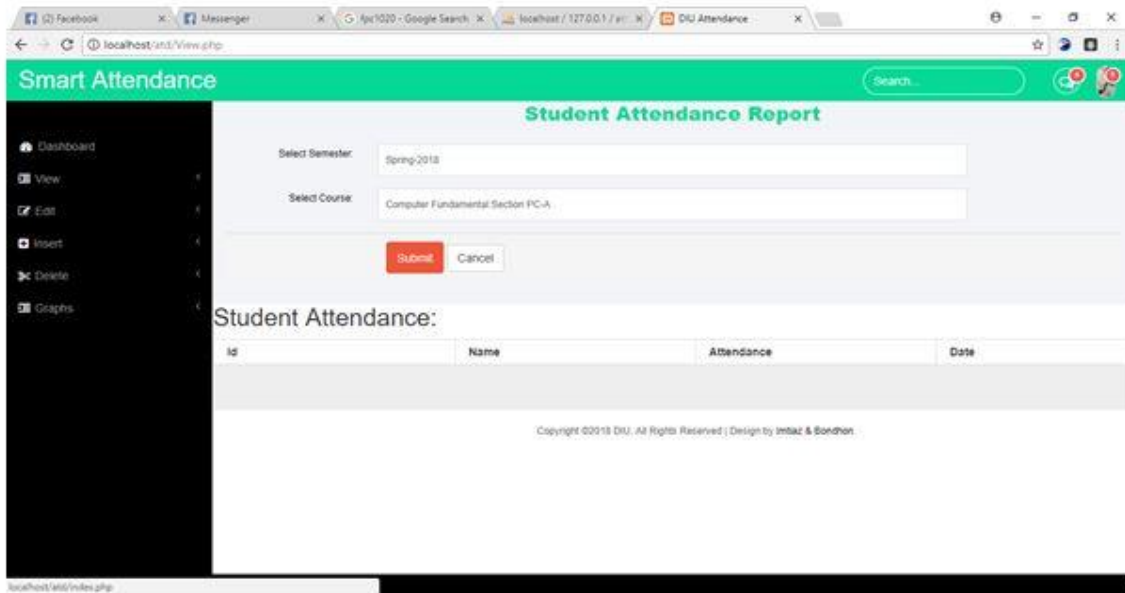 (2) Facebook
Messenger
fpc1020 - Google Search
localhost / 127.0.0.1 /
DIU Attendance
localhost/atd/View.php
Smart Attendance
Search...
Student Attendance Report
Dashboard
View
Edit
Insert
Delete
Graphs
Select Semester:
Spring-2018
Select Course:
Computer Fundamental Section PC-A
Submit
Cancel
Student Attendance:
Id
Name
Attendance
Date
Copyright ©2018 DIU. All Rights Reserved | Design by Imtiaz & Bondhon
localhost/atd/index.php